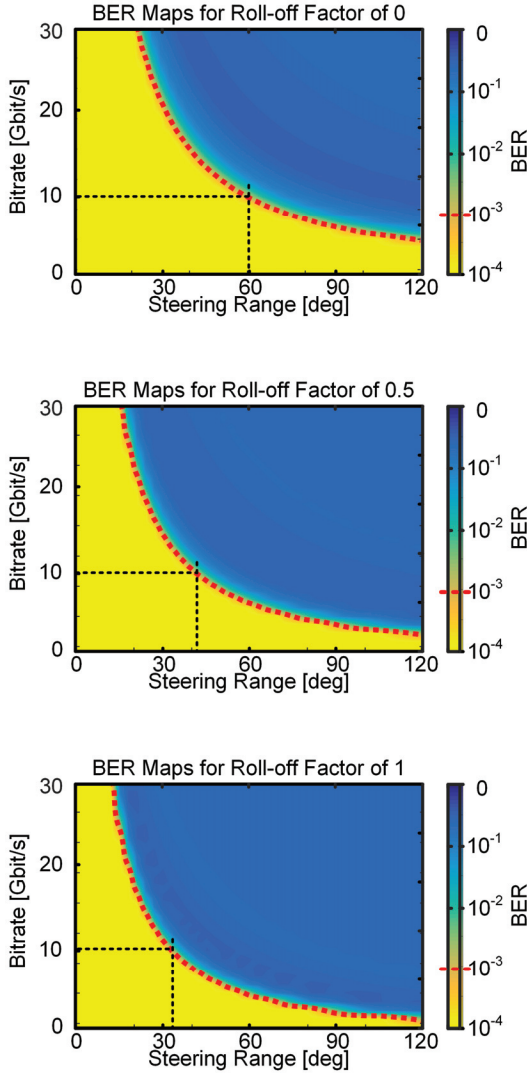 BER Maps for Roll-off Factor of 0
30
20
10
0
Bitrate [Gbit/s]
0 30 60 90 120
Steering Range [deg]
0
10-1
10-2
10-3
10-4
BER
BER Maps for Roll-off Factor of 0.5
30
20
10
0
Bitrate [Gbit/s]
0 30 60 90 120
Steering Range [deg]
0
10-1
10-2
10-3
10-4
BER
BER Maps for Roll-off Factor of 1
30
20
10
0
Bitrate [Gbit/s]
0 30 60 90 120
Steering Range [deg]
0
10-1
10-2
10-3
10-4
BER